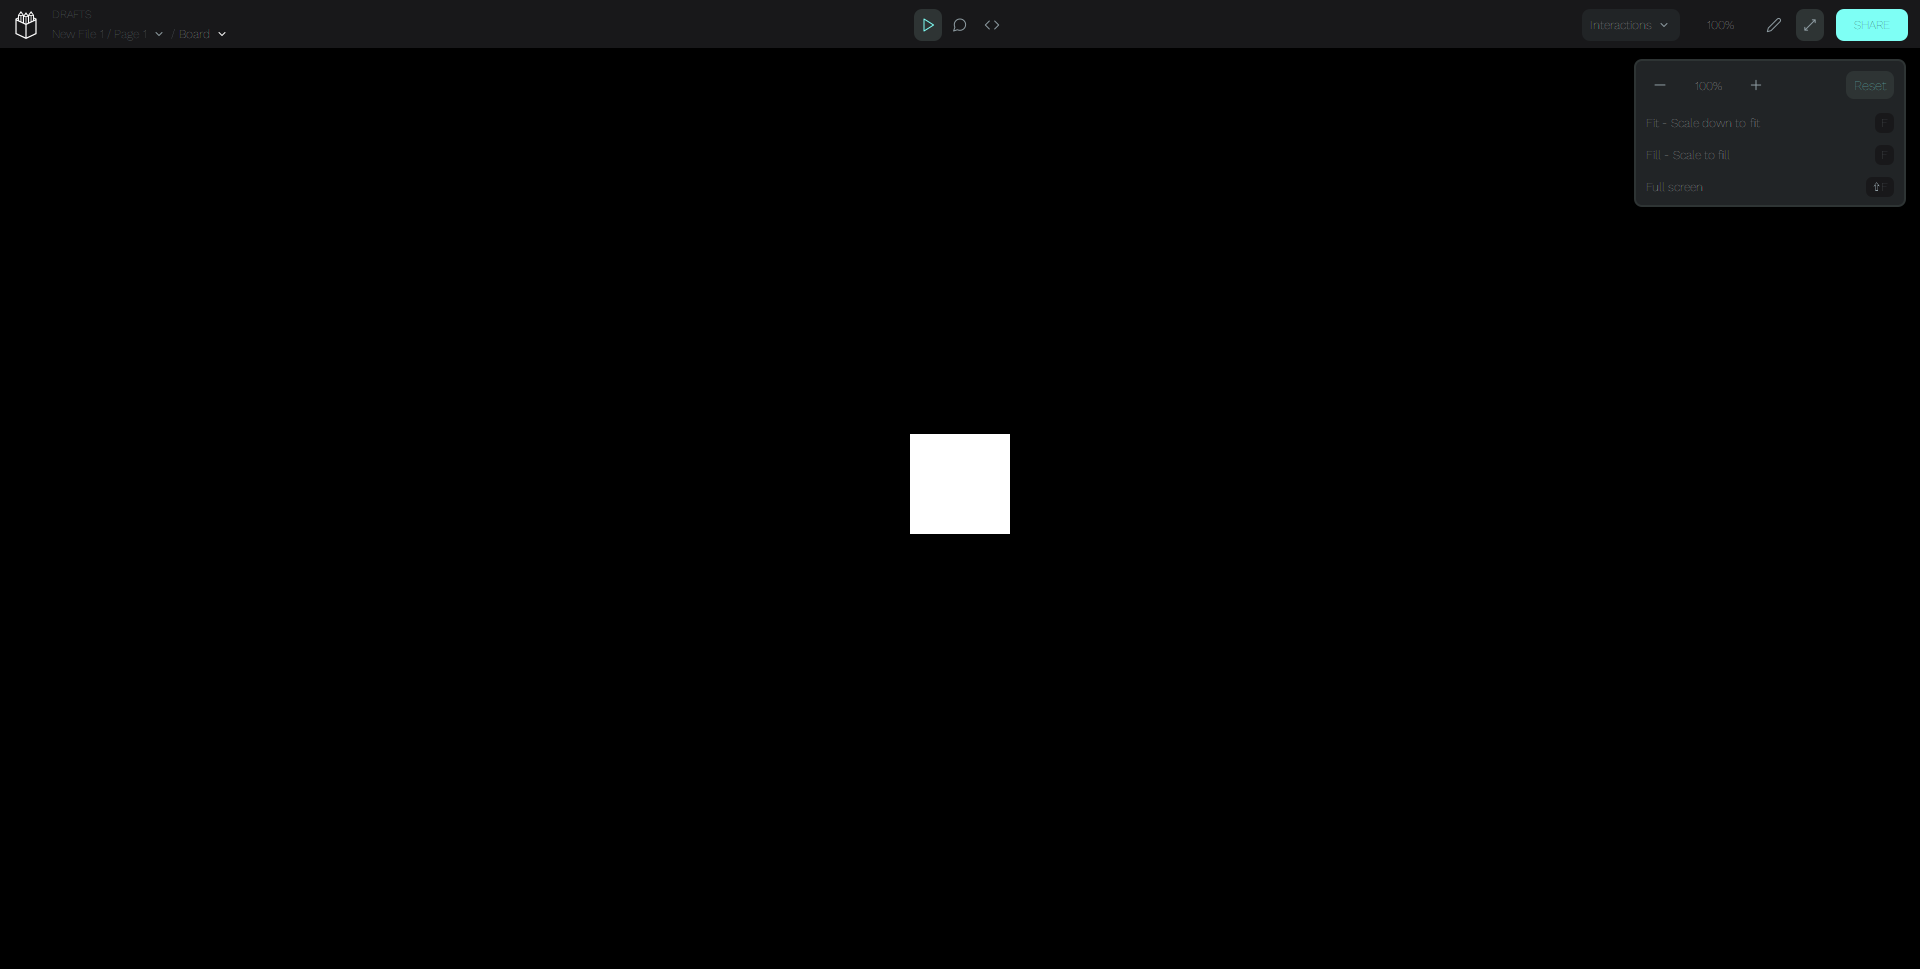 DRAFTS
New File 1 / Page 1 / Board
Interactions
100%
SHARE
100%
Reset
Fit - Scale down to fit F
Fill - Scale to fill F
Full screen ⇧F